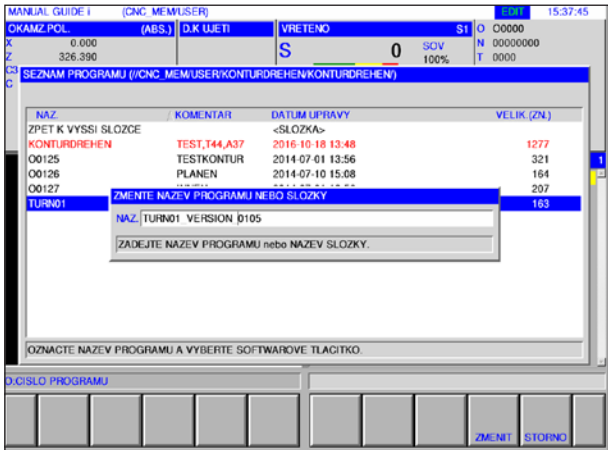 MANUAL GUIDE i (CNC_MEM/USER) EDIT 15:37:45
OKAMZ.POL. (ABS.) D.K UJETI VRETENO S1 O O0000
X 0.000 S 0 SOV N 00000000
Z 326.390 100% T 0000
C3
C
SEZNAM PROGRAMU (//CNC_MEM/USER/KONTURDREHEN/KONTURDREHEN/)
NAZ. / KOMENTAR DATUM UPRAVY VELIK.(ZN.)
ZPET K VYSSI SLOZCE <SLOZKA>
KONTURDREHEN TEST,T44,A37 2016-10-18 13:48 1277
O0125 TESTKONTUR 2014-07-01 13:56 321
O0126 PLANEN 2014-07-10 15:08 164
O0127 207
TURN01 163
1
ZMENTE NAZEV PROGRAMU NEBO SLOZKY
NAZ. TURN01_VERSION_0105
ZADEJTE NAZEV PROGRAMU nebo NAZEV SLOZKY.
OZNACTE NAZEV PROGRAMU A VYBERTE SOFTWAROVE TLACITKO.
O:CISLO PROGRAMU
ZMENIT STORNO